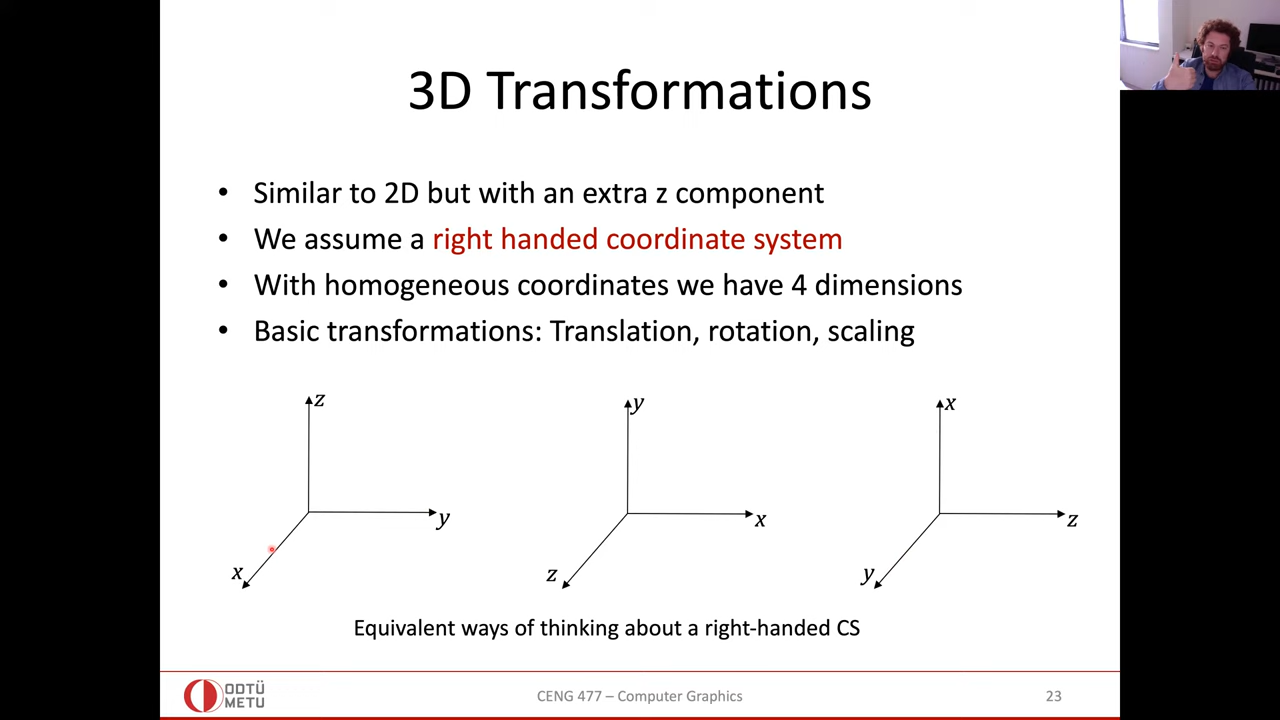 3D Transformations
• Similar to 2D but with an extra z component
• We assume a right handed coordinate system
• With homogeneous coordinates we have 4 dimensions
• Basic transformations: Translation, rotation, scaling
z
y
x
y
x
z
x
z
y
Equivalent ways of thinking about a right-handed CS
ODTÜ
METU
CENG 477 – Computer Graphics
23